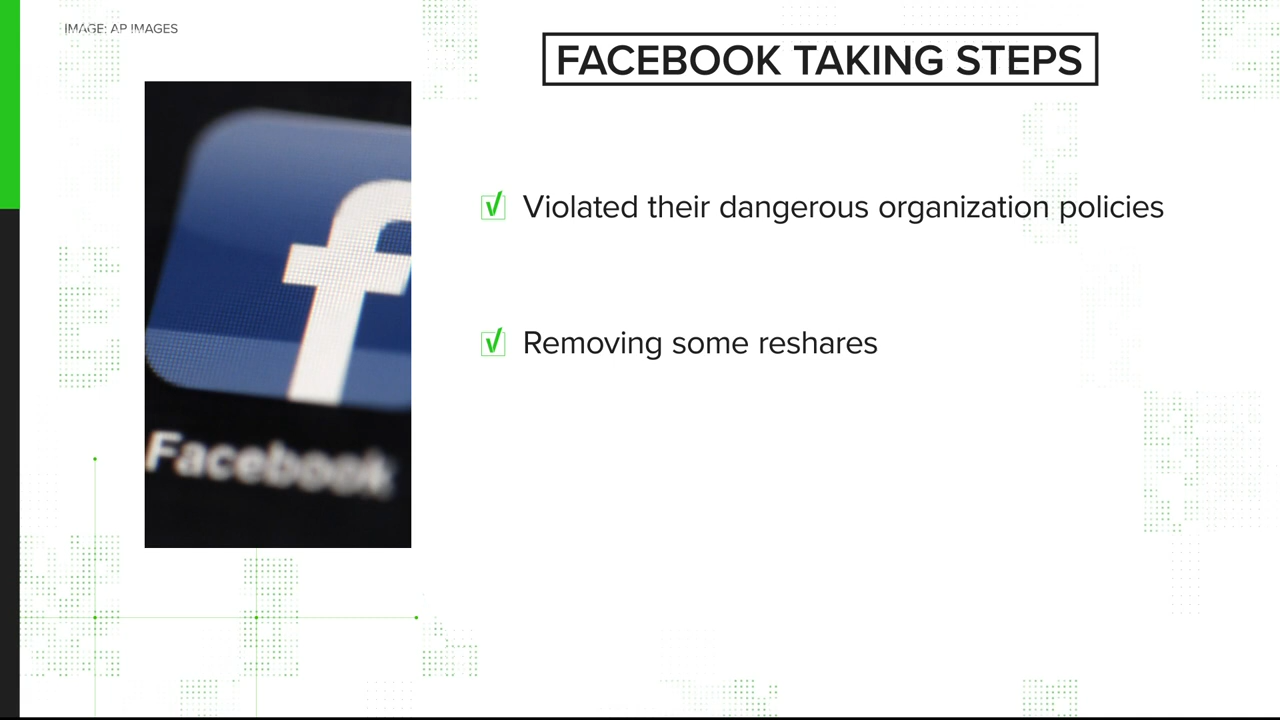 IMAGE: AP IMAGES
FACEBOOK TAKING STEPS
Violated their dangerous organization policies
Removing some reshares
f
Facebook